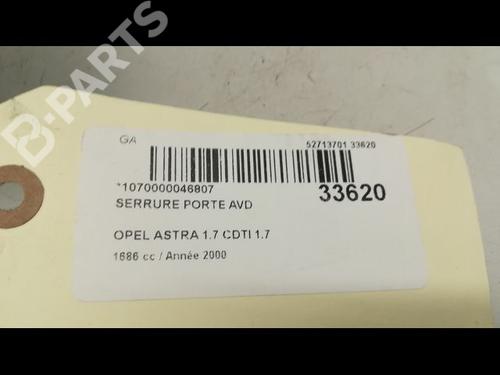 B-PARTS
GA
52713701 33620
*1070000046807
33620
SERRURE PORTE AVD
OPEL ASTRA 1.7 CDTI 1.7
1686 cc / Année 2000